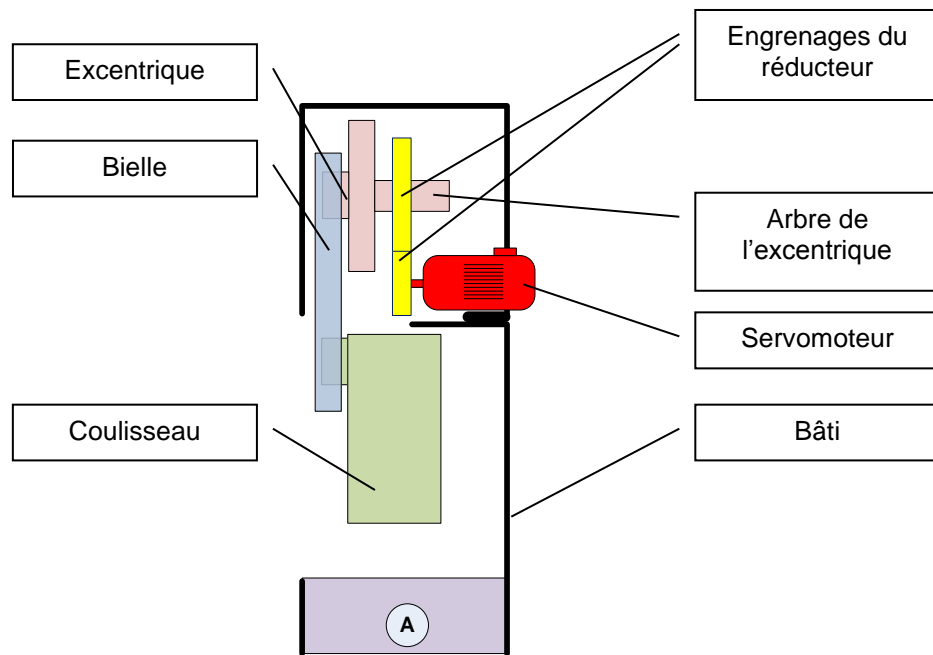 Excentrique
Bielle
Coulisseau
Engrenages du
réducteur
Arbre de
l'excentrique
Servomoteur
Bâti
A